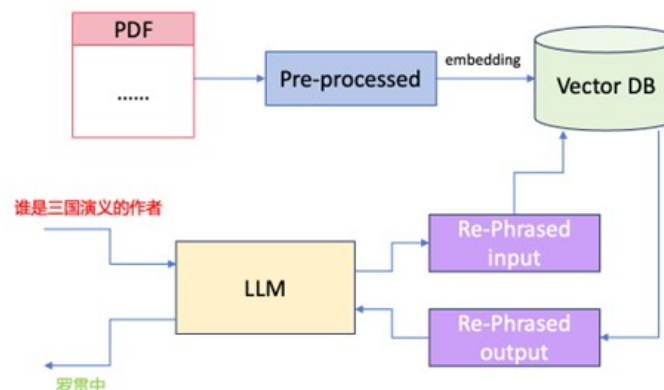 PDF
......
Pre-processed
embedding
Vector DB
谁是三国演义的作者
LLM
Re-Phrased
input
Re-Phrased
output
罗贯中